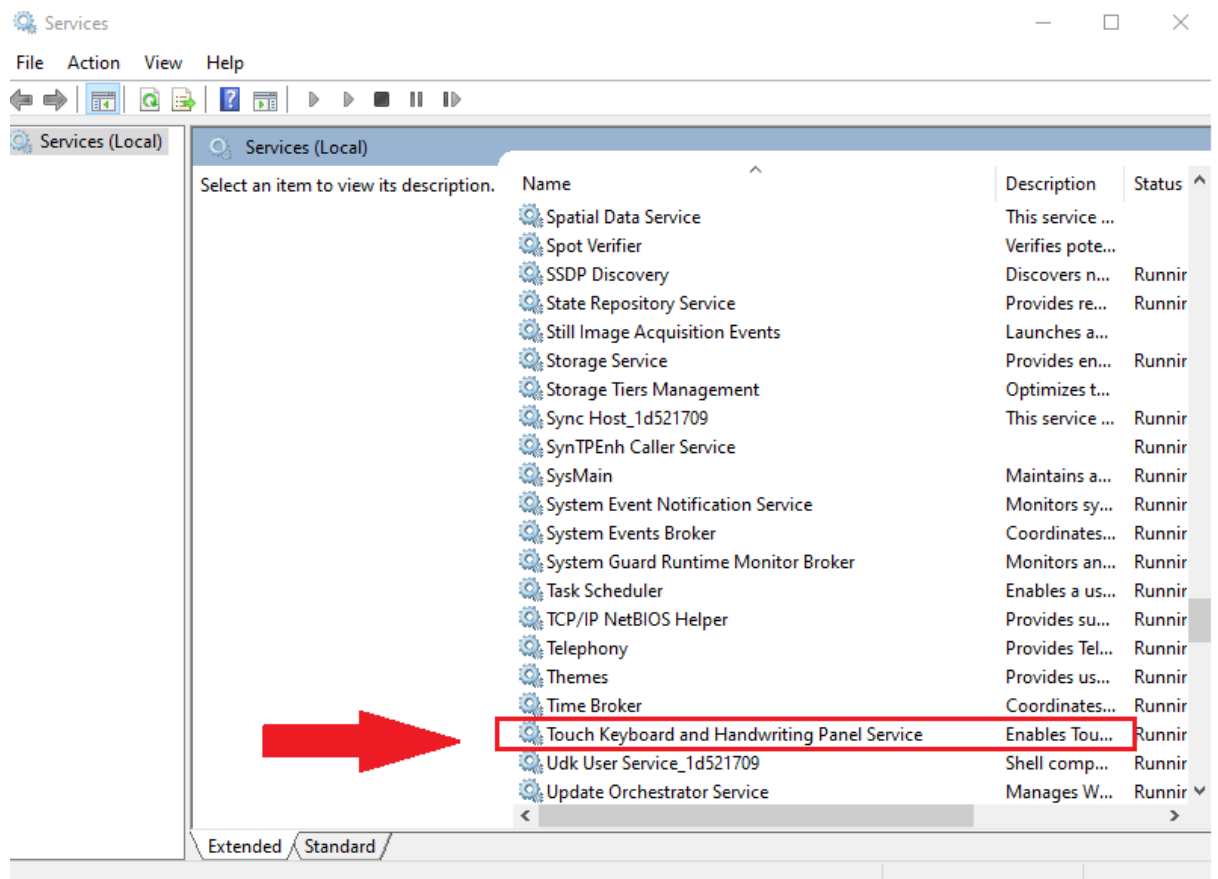 Services
File Action View Help
Services (Local)
Services (Local)
Select an item to view its description.
Name Description Status
Spatial Data Service This service ...
Spot Verifier Verifies pote...
SSDP Discovery Discovers n... Runnir
State Repository Service Provides re... Runnir
Still Image Acquisition Events Launches a...
Storage Service Provides en... Runnir
Storage Tiers Management Optimizes t...
Sync Host_1d521709 This service ... Runnir
SynTPEnh Caller Service Runnir
SysMain Maintains a... Runnir
System Event Notification Service Monitors sy... Runnir
System Events Broker Coordinates... Runnir
System Guard Runtime Monitor Broker Monitors an... Runnir
Task Scheduler Enables a us... Runnir
TCP/IP NetBIOS Helper Provides su... Runnir
Telephony Provides Tel... Runnir
Themes Provides us... Runnir
Time Broker Coordinates... Runnir
Touch Keyboard and Handwriting Panel Service Enables Tou... Runnir
Udk User Service_1d521709 Shell comp... Runnir
Update Orchestrator Service Manages W... Runnir
Extended Standard